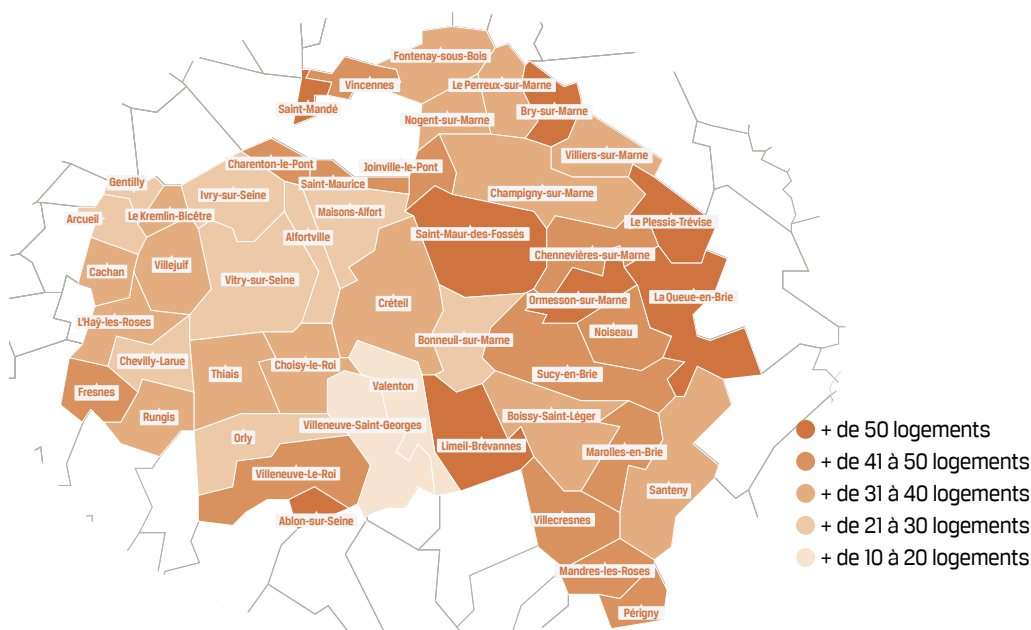 Fontenay-sous-Bois
Vincennes
Le Perreux-sur-Marne
Saint-Mandé
Bry-sur-Marne
Nogent-sur-Marne
Villiers-sur-Marne
Charenton-le-Pont
Joinville-le-Pont
Gentilly
Saint-Maurice
Ivry-sur-Seine
Champigny-sur-Marne
Maisons-Alfort
Le Kremlin-Bicêtre
Arcueil
Le Plessis-Trévise
Saint-Maur-des-Fossés
Alfortville
Chennevières-sur-Marne
Cachan
Villejuif
Vitry-sur-Seine
La Queue-en-Brie
Ormesson-sur-Marne
Créteil
L'Haÿ-les-Roses
Noiseau
Bonneuil-sur-Marne
Chevilly-Larue
Choisy-le-Roi
Thiais
Sucy-en-Brie
Valenton
Fresnes
Rungis
Boissy-Saint-Léger
Villeneuve-Saint-Georges
Orly
Limeil-Brévannes
Marolles-en-Brie
Villeneuve-Le-Roi
Santeny
Ablon-sur-Seine
Villecresnes
Mandres-les-Roses
Périgny
+ de 50 logements
+ de 41 à 50 logements
+ de 31 à 40 logements
+ de 21 à 30 logements
+ de 10 à 20 logements